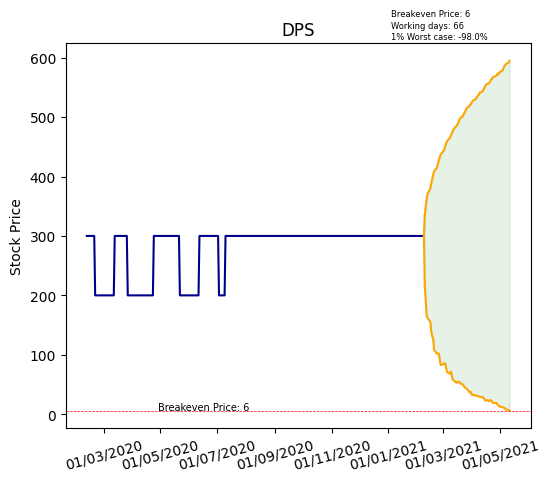 Breakeven Price: 6
Working days: 66
1% Worst case: -98.0%
DPS
Stock Price
600
500
400
300
200
100
0
Breakeven Price: 6
01/03/2020 01/05/2020 01/07/2020 01/09/2020 01/11/2020 01/01/2021 01/03/2021 01/05/2021